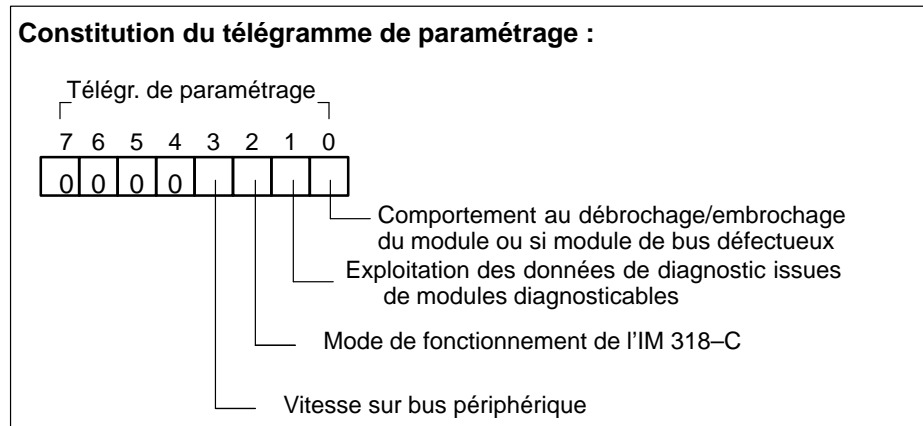 Constitution du télégramme de paramétrage :
Télégr. de paramétrage
7 6 5 4 3 2 1 0
0 0 0 0
Comportement au débrochage/embrochage
du module ou si module de bus défectueux
Exploitation des données de diagnostic issues
de modules diagnosticables
Mode de fonctionnement de l'IM 318–C
Vitesse sur bus périphérique